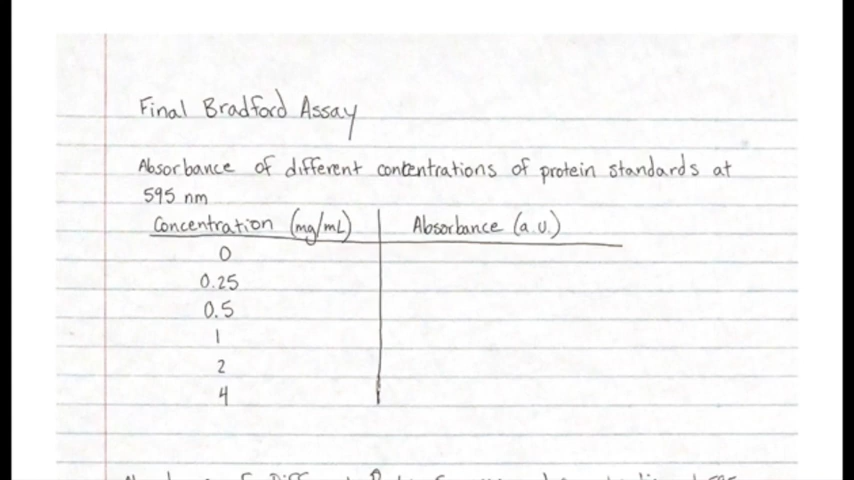 Final Bradford Assay
Absorbance of different concentrations of protein standards at
595 nm
Concentration (mg/mL) Absorbance (a.u.)
0
0.25
0.5
1
2
4